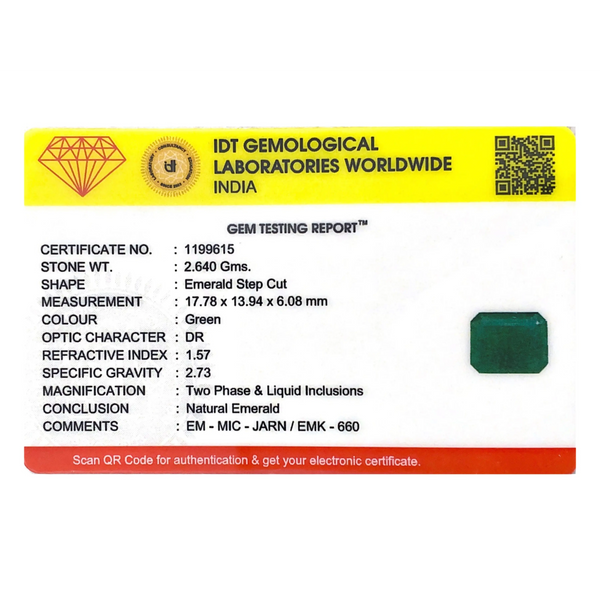 IDT GEMOLOGICAL
LABORATORIES WORLDWIDE
INDIA
GEM TESTING REPORT™
CERTIFICATE NO. : 1199615
STONE WT. : 2.640 Gms.
SHAPE : Emerald Step Cut
MEASUREMENT : 17.78 x 13.94 x 6.08 mm
COLOUR : Green
OPTIC CHARACTER : DR
REFRACTIVE INDEX : 1.57
SPECIFIC GRAVITY : 2.73
MAGNIFICATION : Two Phase & Liquid Inclusions
CONCLUSION : Natural Emerald
COMMENTS : EM - MIC - JARN / EMK - 660
Scan QR Code for authentication & get your electronic certificate.